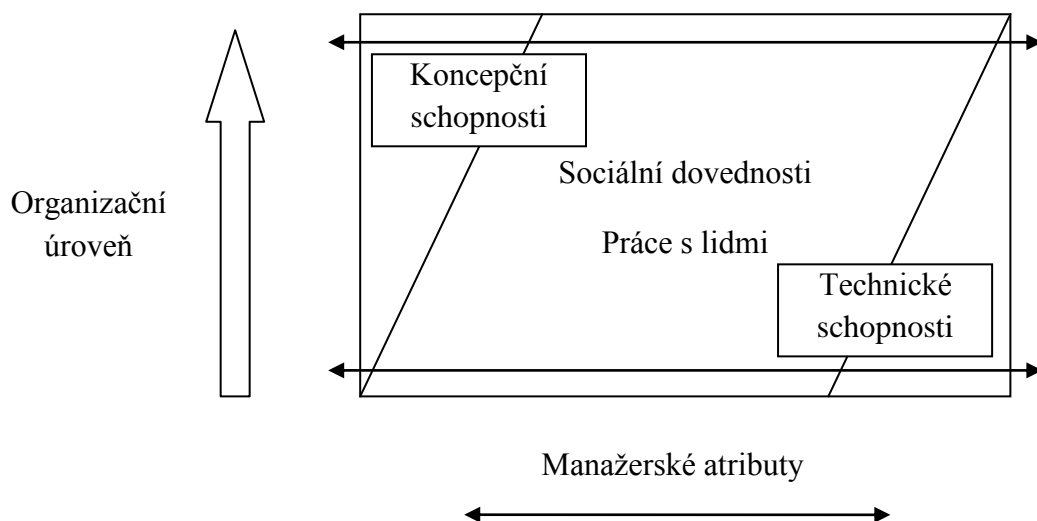 Koncepční
schopnosti
Sociální dovednosti
Organizační
úroveň
Práce s lidmi
Technické
schopnosti
Manažerské atributy